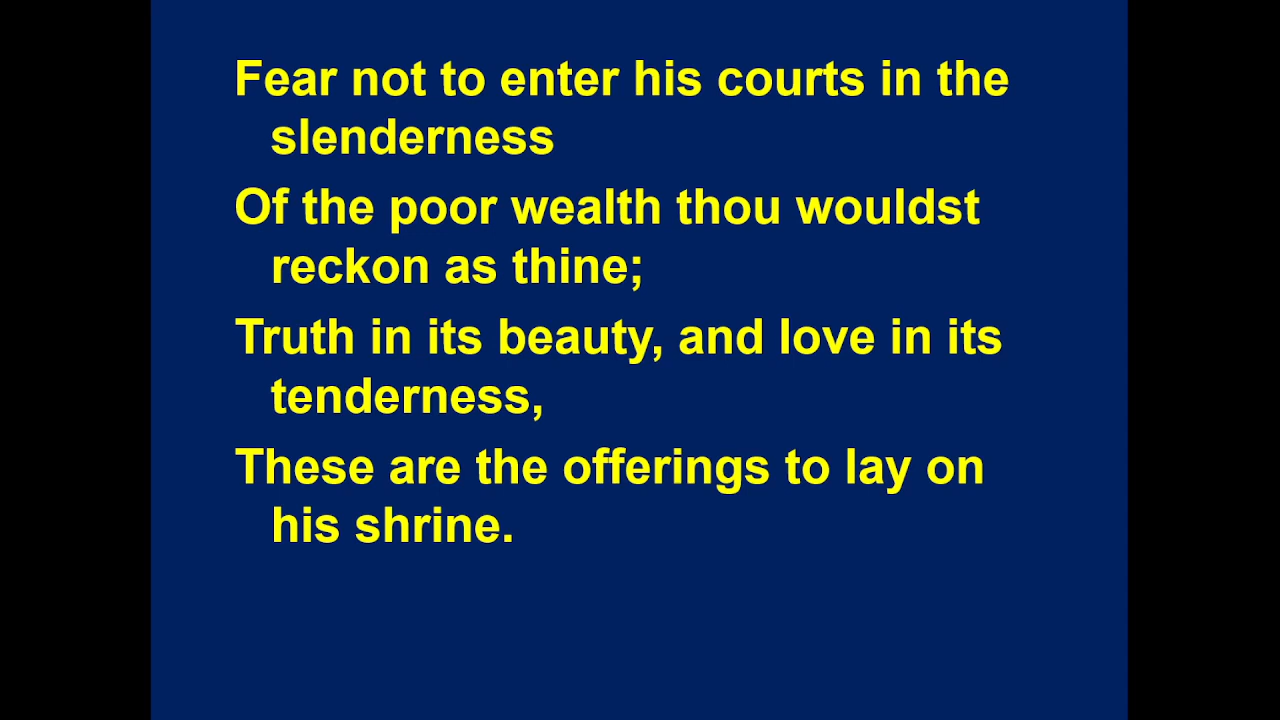 Fear not to enter his courts in the
slenderness
Of the poor wealth thou wouldst
reckon as thine;
Truth in its beauty, and love in its
tenderness,
These are the offerings to lay on
his shrine.